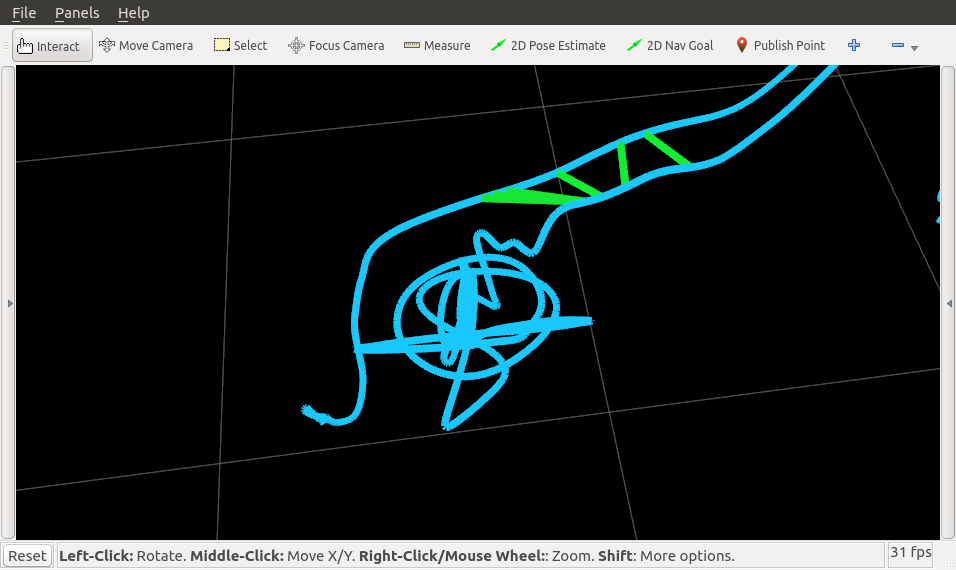 File Panels Help
Interact Move Camera Select Focus Camera Measure 2D Pose Estimate 2D Nav Goal Publish Point
Reset Left-Click: Rotate. Middle-Click: Move X/Y. Right-Click/Mouse Wheel:: Zoom. Shift: More options. 31 fps